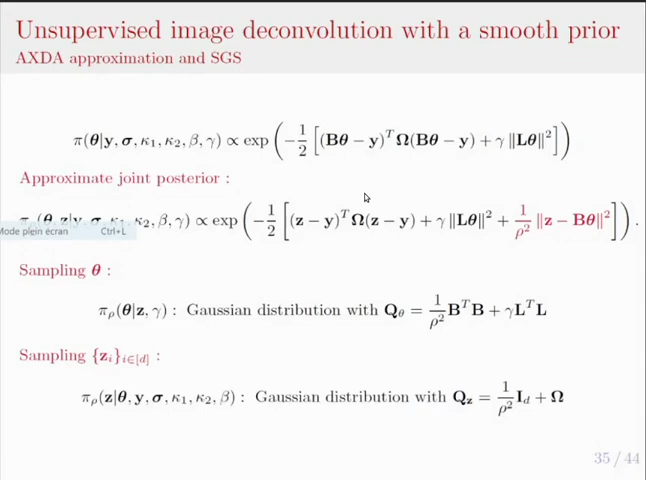 Unsupervised image deconvolution with a smooth prior
AXDA approximation and SGS
π(θ|y, σ, κ₁, κ₂, β, γ) ∝ exp(−1/2 [(Bθ − y)ᵀ Ω(Bθ − y) + γ ‖Lθ‖²])
Approximate joint posterior :
(θ, z|y, σ, κ₁, κ₂, β, γ) ∝ exp(−1/2 [(z − y)ᵀ Ω(z − y) + γ ‖Lθ‖² + 1/ρ² ‖z − Bθ‖²]).
Mode plein écran Ctrl+L
Sampling θ :
π_ρ(θ|z, γ) : Gaussian distribution with Q_θ = 1/ρ² BᵀB + γLᵀL
Sampling {z_i}_{i∈[d]} :
π_ρ(z|θ, y, σ, κ₁, κ₂, β) : Gaussian distribution with Q_z = 1/ρ² I_d + Ω
35 / 44